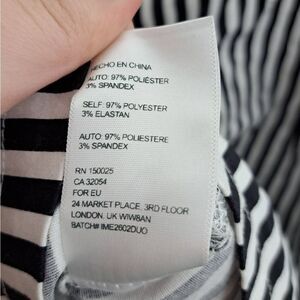 HECHO EN CHINA
AUTO: 97% POLIÉSTER
3% SPANDEX
SELF: 97% POLYESTER
3% ELASTAN
AUTO: 97% POLIESTERE
3% SPANDEX
RN 150025
CA 32054
FOR EU
24 MARKET PLACE, 3RD FLOOR
LONDON, UK W1W8AN
BATCH# IME2602DUO